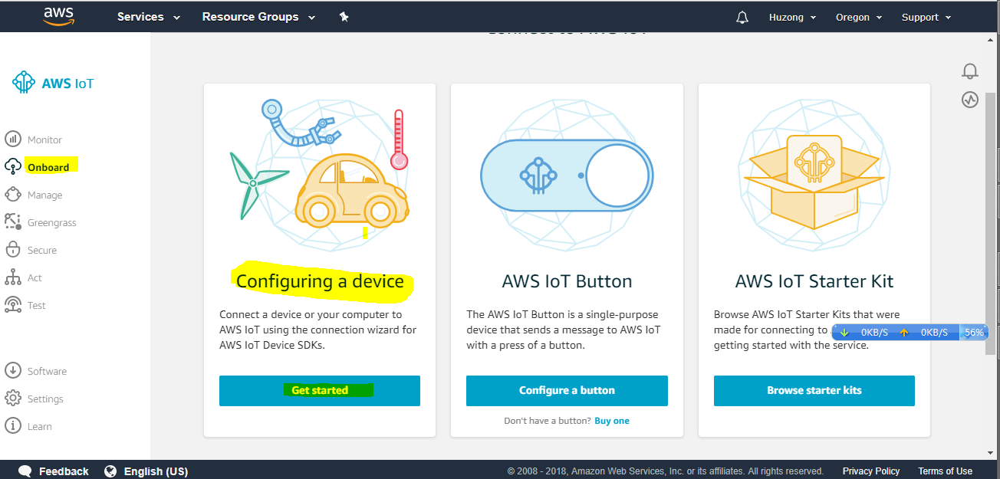 aws
Services
Resource Groups
Huzong
Oregon
Support
Connect to AWS IoT
AWS IoT
Monitor
Onboard
Manage
Greengrass
Secure
Act
Test
Software
Settings
Learn
Configuring a device
Connect a device or your computer to
AWS IoT using the connection wizard for
AWS IoT Device SDKs.
Get started
AWS IoT Button
The AWS IoT Button is a single-purpose
device that sends a message to AWS IoT
with a press of a button.
Configure a button
Don't have a button? Buy one
AWS IoT Starter Kit
Browse AWS IoT Starter Kits that were
made for connecting to
getting started with the service.
Browse starter kits
0KB/S
0KB/S
56%
Feedback
English (US)
© 2008 - 2018, Amazon Web Services, Inc. or its affiliates. All rights reserved.
Privacy Policy
Terms of Use